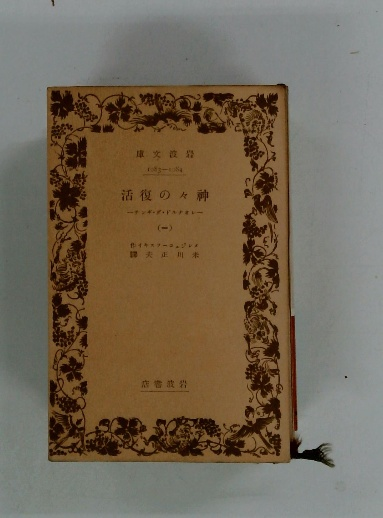 岩波文庫
神々の復活
―レオナルド・ダ・ヴィンチ―
(一)
メレジュコーフスキイ作
米川正夫譯
岩波書店